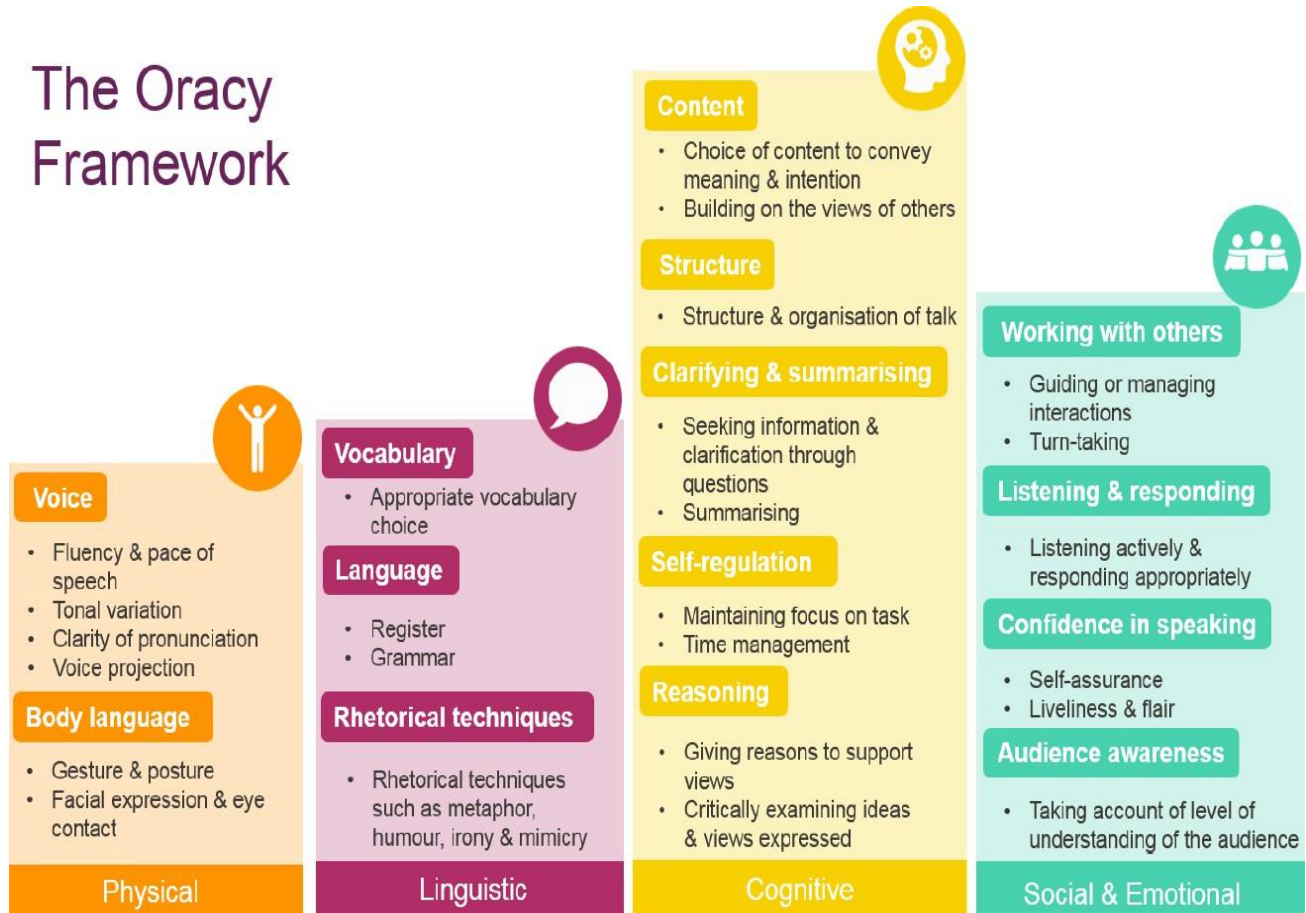 The Oracy
Framework
Voice
• Fluency & pace of
speech
• Tonal variation
• Clarity of pronunciation
• Voice projection
Body language
• Gesture & posture
• Facial expression & eye
contact
Physical
Vocabulary
• Appropriate vocabulary
choice
Language
• Register
• Grammar
Rhetorical techniques
• Rhetorical techniques
such as metaphor,
humour, irony & mimicry
Linguistic
Content
• Choice of content to convey
meaning & intention
• Building on the views of others
Structure
• Structure & organisation of talk
Clarifying & summarising
• Seeking information &
clarification through
questions
• Summarising
Self-regulation
• Maintaining focus on task
• Time management
Reasoning
• Giving reasons to support
views
• Critically examining ideas
& views expressed
Cognitive
Working with others
• Guiding or managing
interactions
• Turn-taking
Listening & responding
• Listening actively &
responding appropriately
Confidence in speaking
• Self-assurance
• Liveliness & flair
Audience awareness
• Taking account of level of
understanding of the audience
Social & Emotional